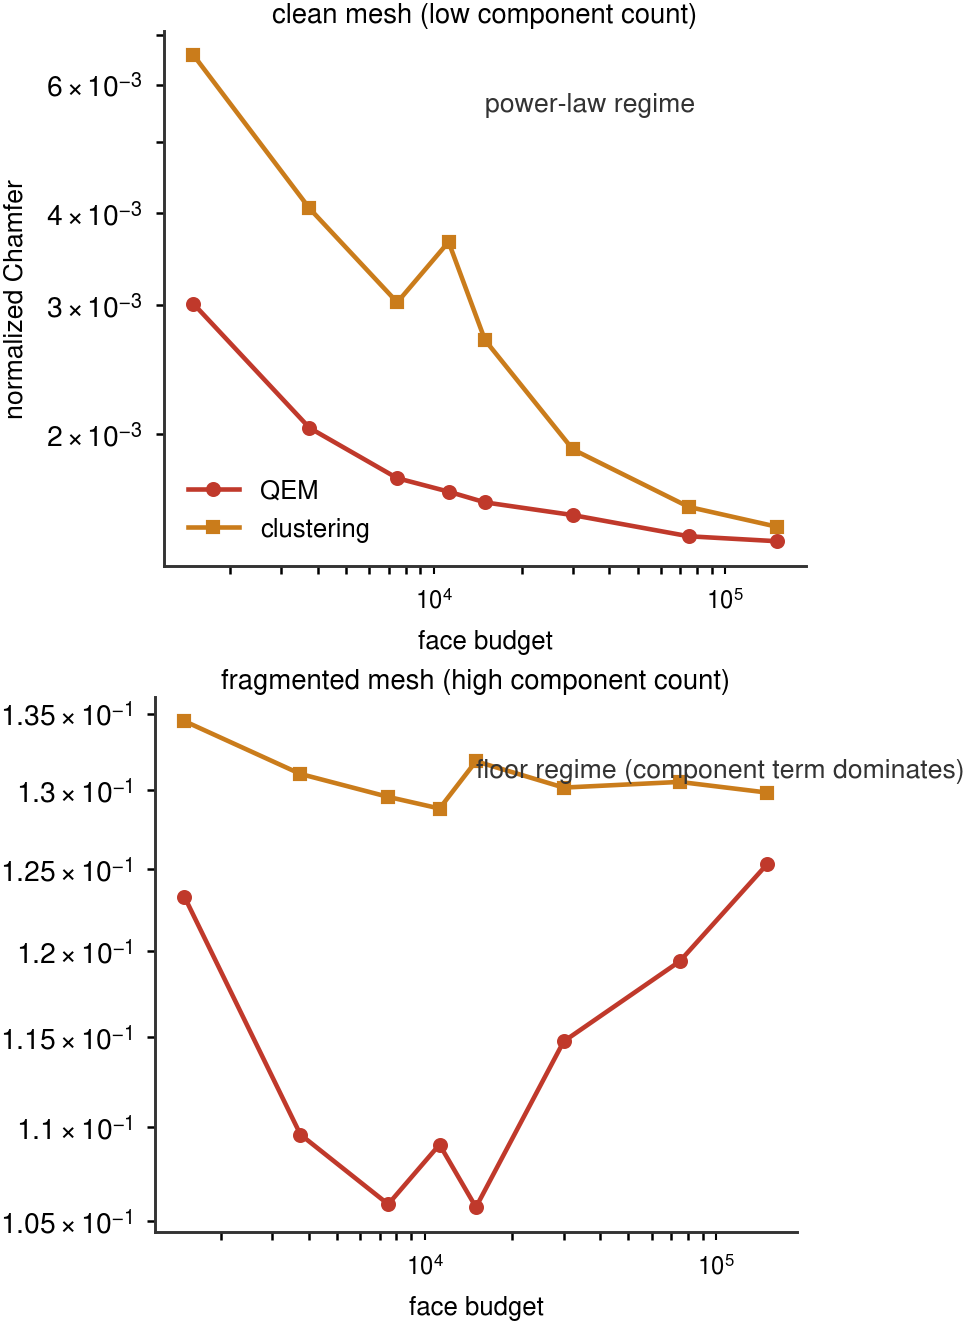 clean mesh (low component count)
6 × 10⁻³
power-law regime
4 × 10⁻³
normalized Chamfer
3 × 10⁻³
2 × 10⁻³
QEM
clustering
10⁴
10⁵
face budget
fragmented mesh (high component count)
1.35 × 10⁻¹
floor regime (component term dominates)
1.3 × 10⁻¹
1.25 × 10⁻¹
1.2 × 10⁻¹
1.15 × 10⁻¹
1.1 × 10⁻¹
1.05 × 10⁻¹
10⁴
10⁵
face budget